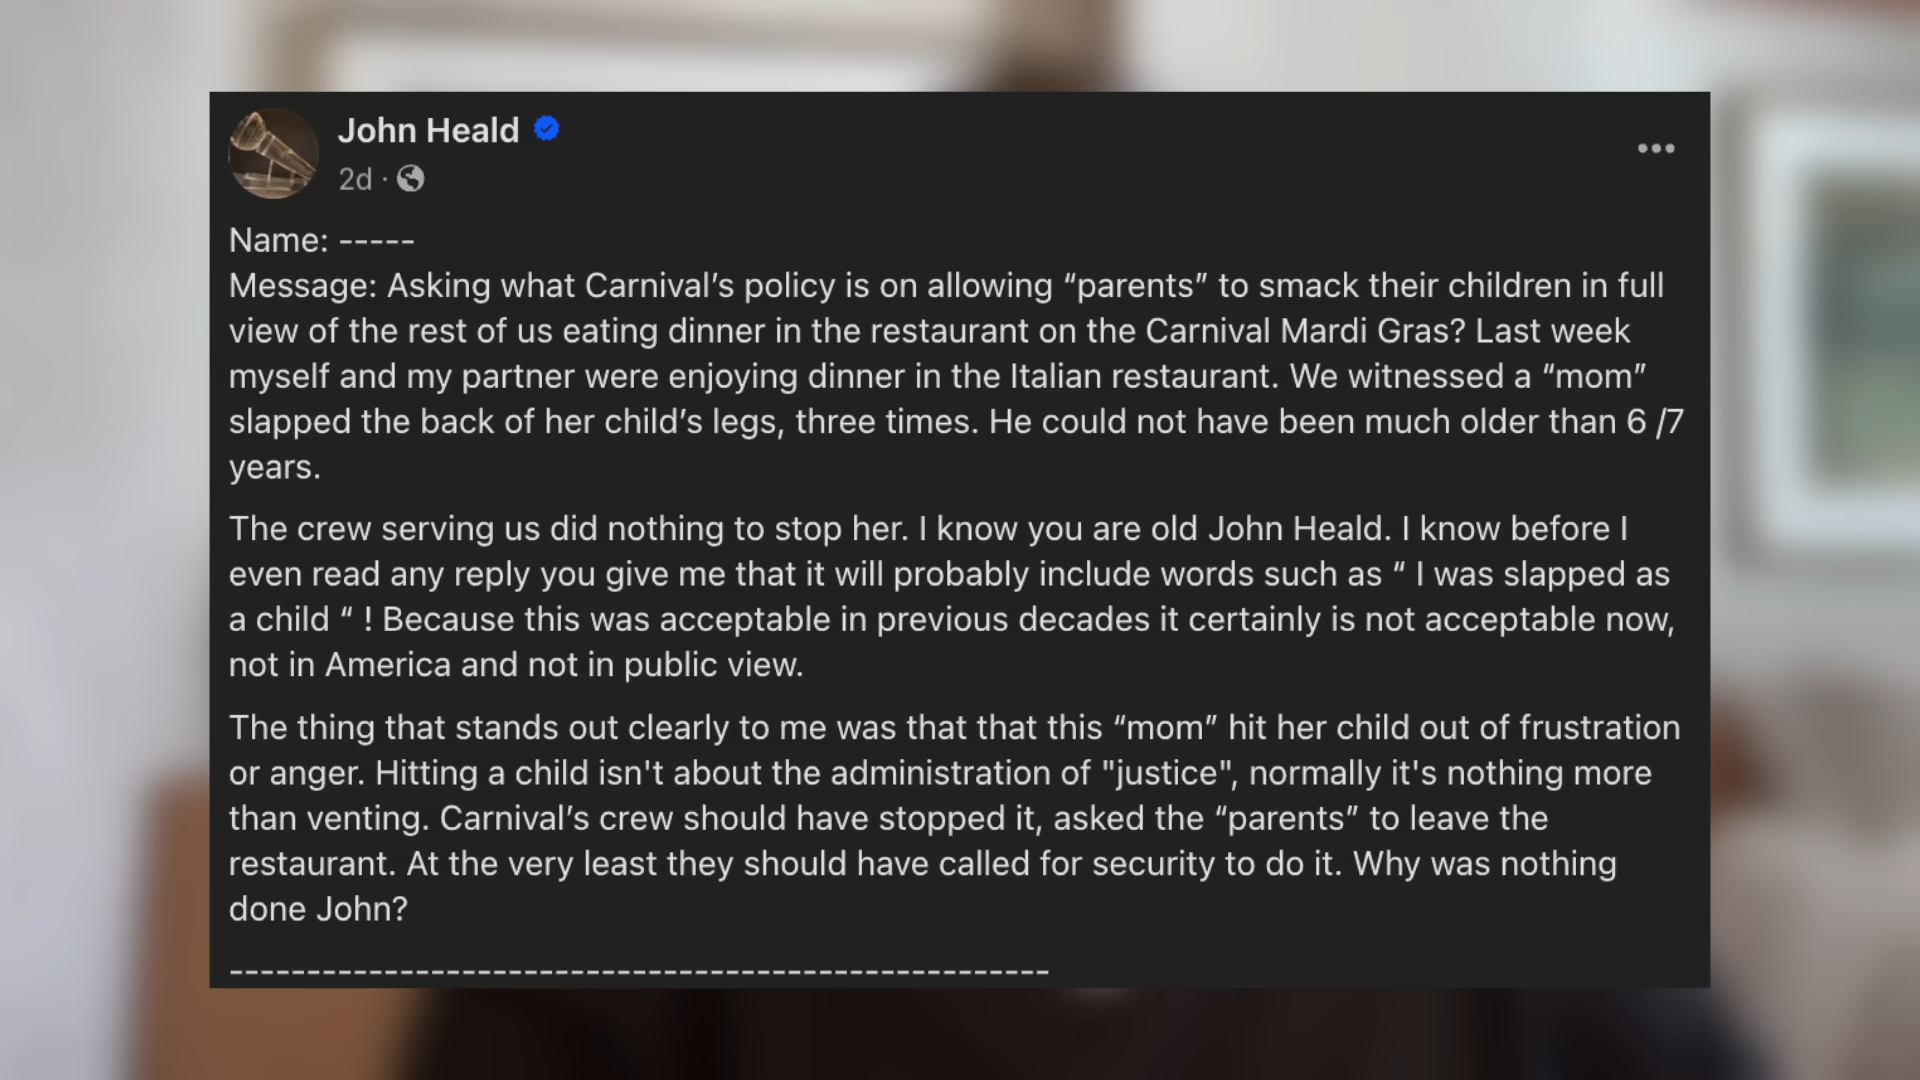 John Heald
2d ·
Name: -----
Message: Asking what Carnival’s policy is on allowing “parents” to smack their children in full
view of the rest of us eating dinner in the restaurant on the Carnival Mardi Gras? Last week
myself and my partner were enjoying dinner in the Italian restaurant. We witnessed a “mom”
slapped the back of her child’s legs, three times. He could not have been much older than 6 /7
years.
The crew serving us did nothing to stop her. I know you are old John Heald. I know before I
even read any reply you give me that it will probably include words such as “ I was slapped as
a child “ ! Because this was acceptable in previous decades it certainly is not acceptable now,
not in America and not in public view.
The thing that stands out clearly to me was that that this “mom” hit her child out of frustration
or anger. Hitting a child isn't about the administration of "justice", normally it's nothing more
than venting. Carnival’s crew should have stopped it, asked the “parents” to leave the
restaurant. At the very least they should have called for security to do it. Why was nothing
done John?
-----------------------------------------------------